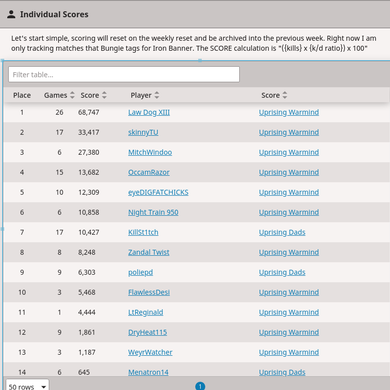 Individual Scores
Let's start simple, scoring will reset on the weekly reset and be archived into the previous week. Right now I am
only tracking matches that Bungie tags for Iron Banner. The SCORE calculation is "({kills} x {k/d ratio}) x 100"
Filter table...
Place Games Score Player Score
1 26 68,747 Law Dog XIII Uprising Warmind
2 17 33,417 skinnyTU Uprising Warmind
3 6 27,380 MitchWindoo Uprising Warmind
4 15 13,682 OccamRazor Uprising Warmind
5 10 12,309 eyeDIGFATCHICKS Uprising Warmind
6 6 10,858 Night Train 950 Uprising Warmind
7 17 10,427 KillSt1tch Uprising Dads
8 8 8,248 Zandal Twist Uprising Warmind
9 9 6,303 poliepd Uprising Dads
10 3 5,468 FlawlessDesi Uprising Warmind
11 1 4,444 LtReginald Uprising Warmind
12 9 1,861 DryHeat115 Uprising Warmind
13 3 1,187 WeyrWatcher Uprising Warmind
14 6 645 Menatron14 Uprising Dads
50 rows 1